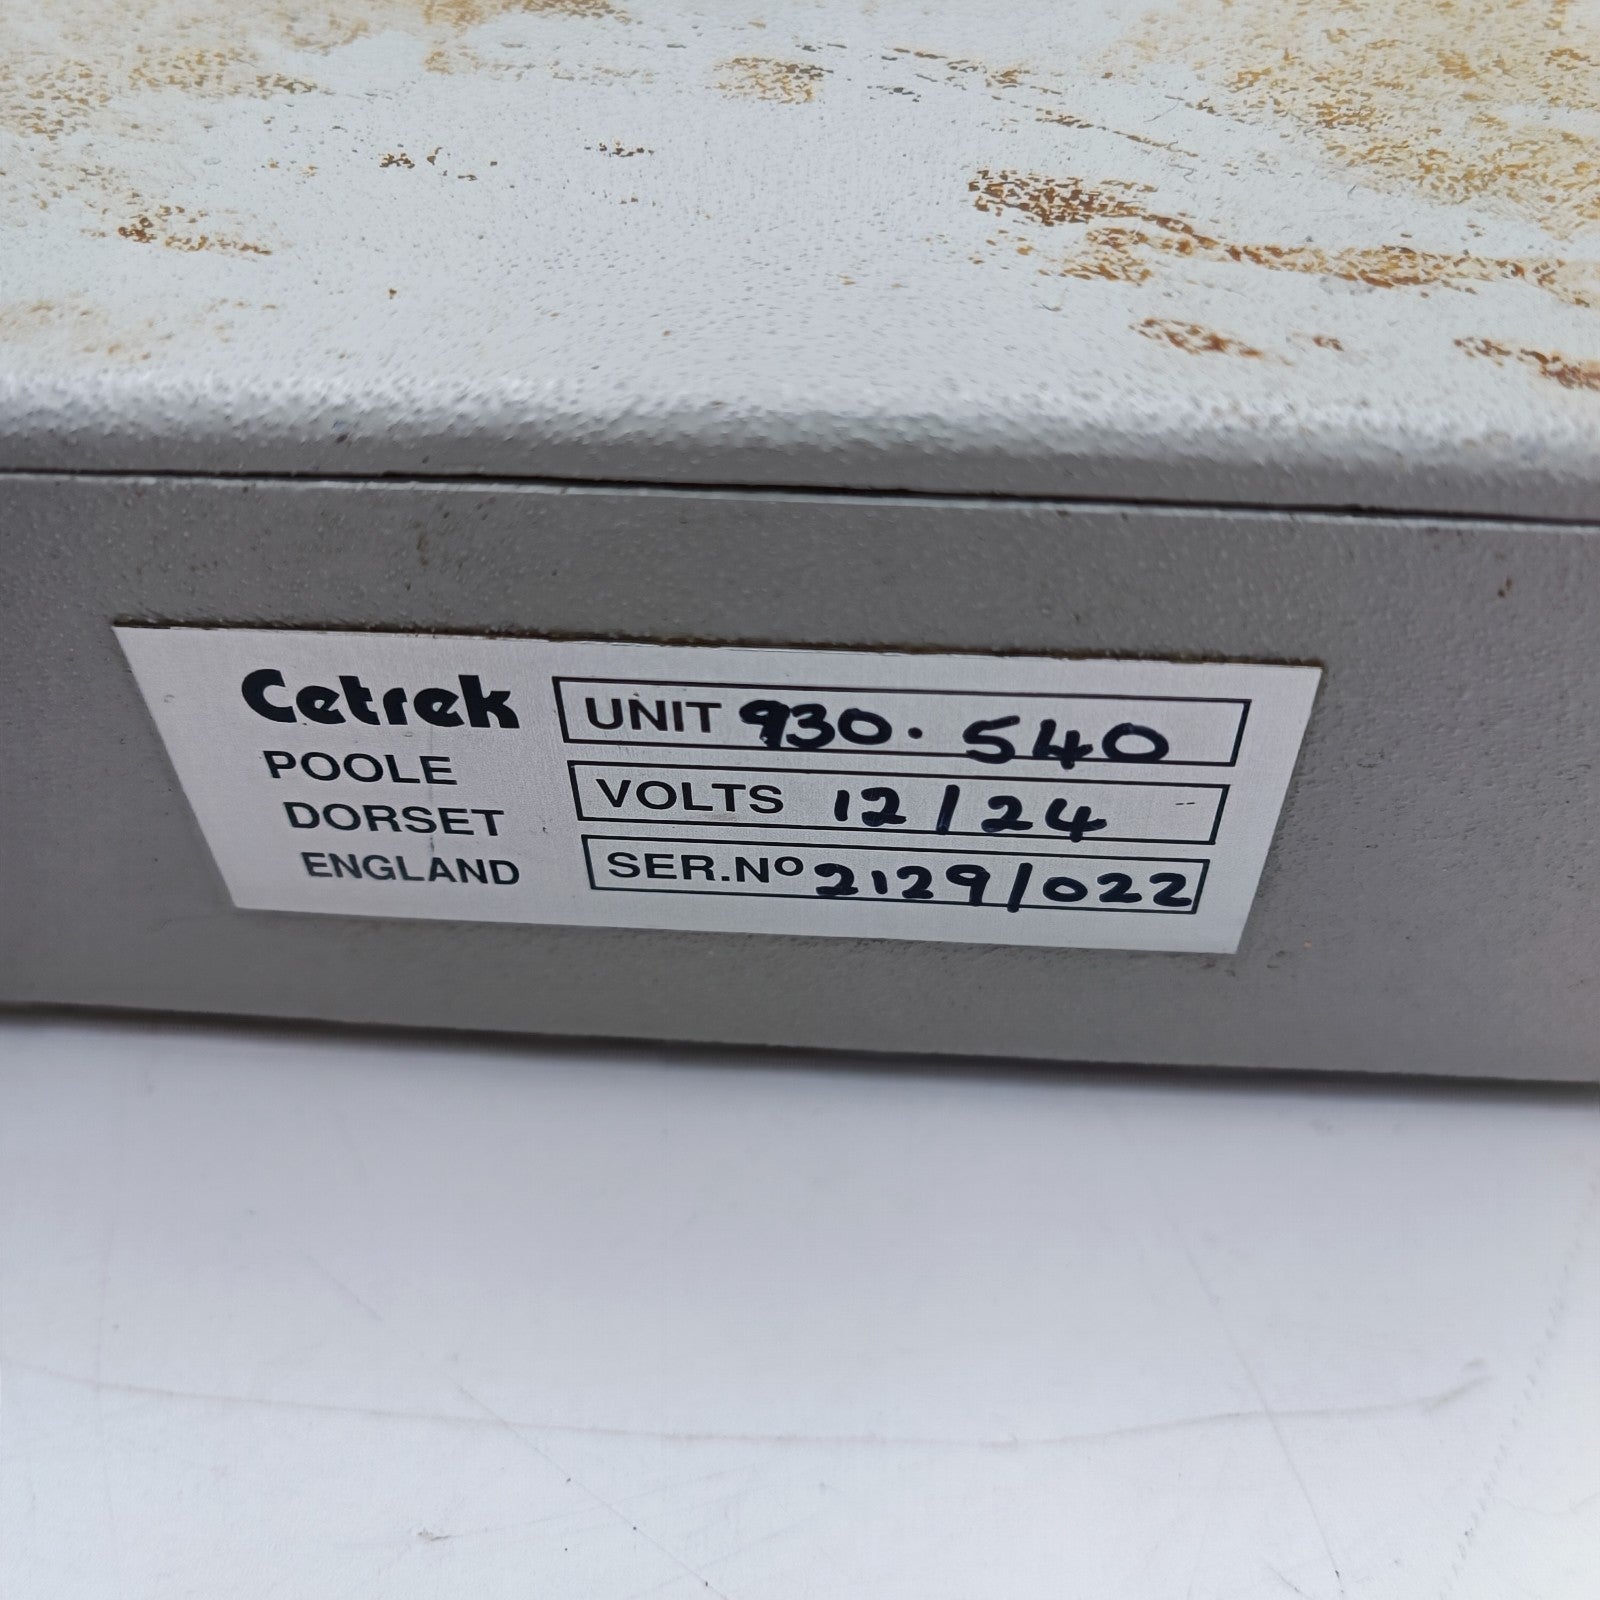 Cetrek
POOLE
DORSET
ENGLAND
UNIT 930.540
VOLTS 12/24
SER.Nº 2129/022